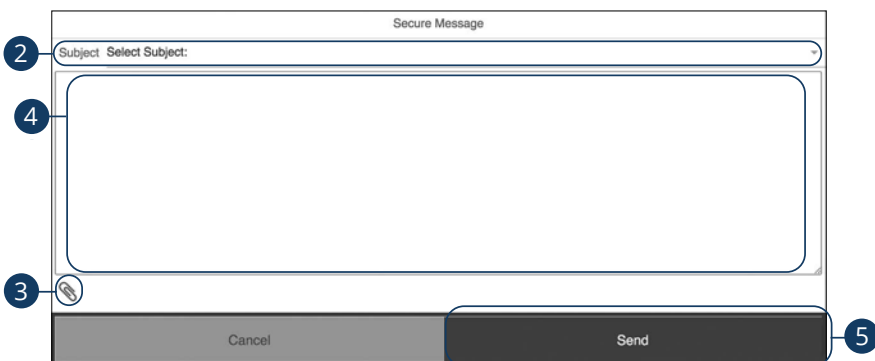 Secure Message
2 Subject Select Subject:
4
3
Cancel Send 5